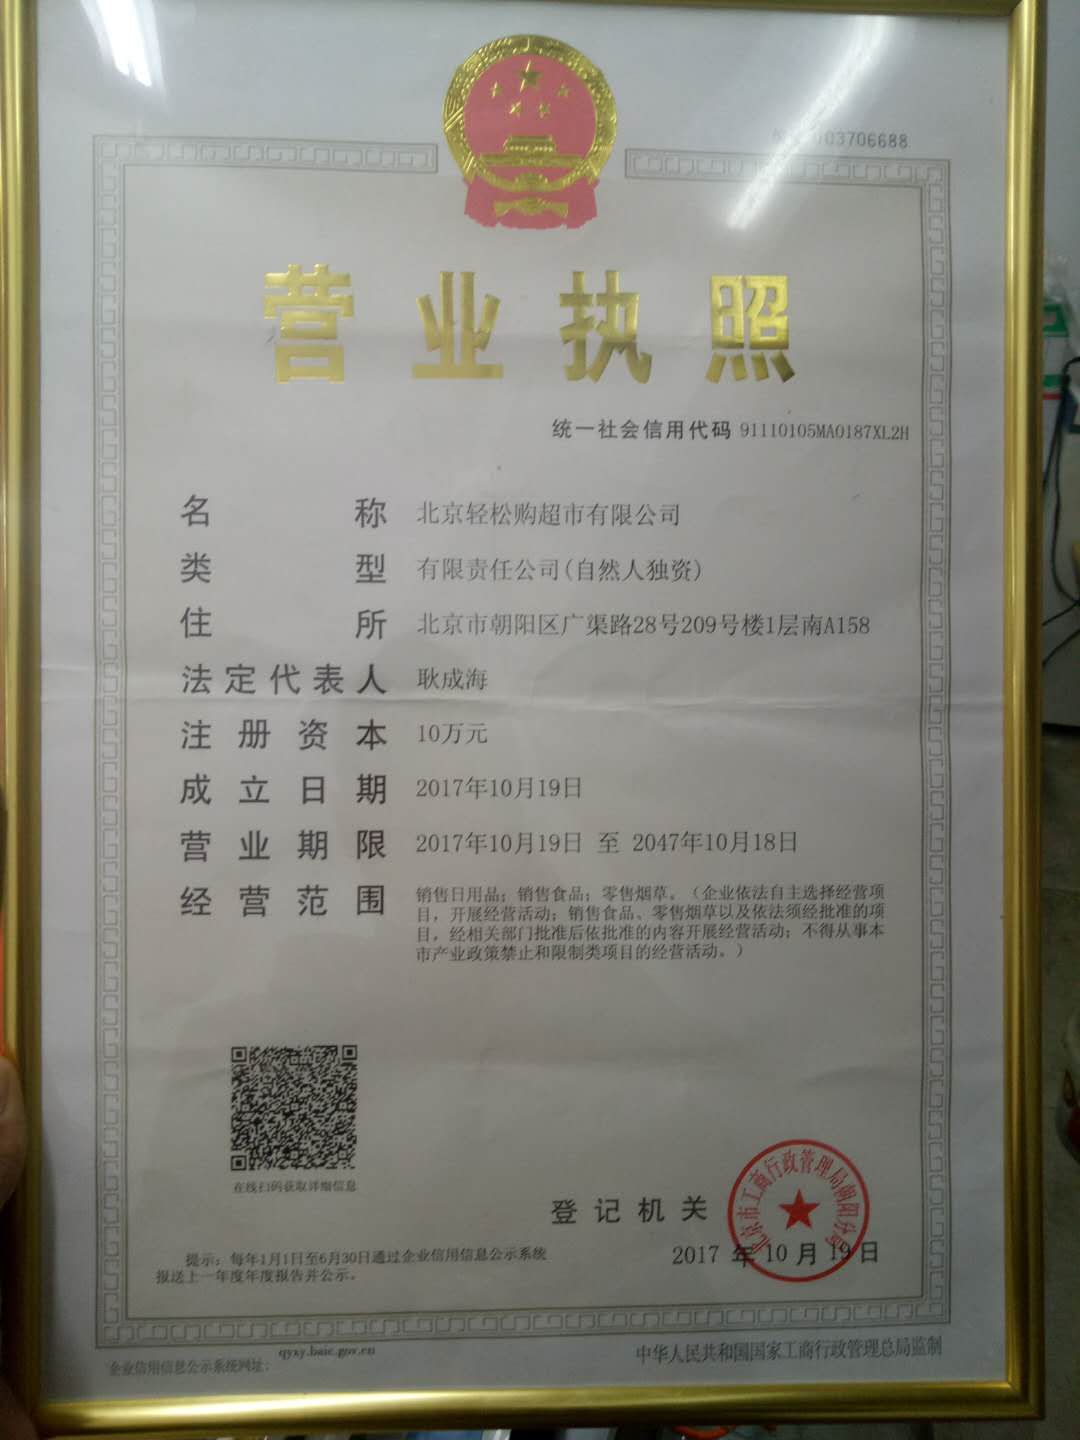 03706688
营业执照
统一社会信用代码 91110105MA0187XL2H
名称 北京轻松购超市有限公司
类型 有限责任公司(自然人独资)
住所 北京市朝阳区广渠路28号209号楼1层南A158
法定代表人 耿成海
注册资本 10万元
成立日期 2017年10月19日
营业期限 2017年10月19日 至 2047年10月18日
经营范围 销售日用品；销售食品；零售烟草。（企业依法自主选择经营项
目，开展经营活动；销售食品、零售烟草以及依法须经批准的项
目，经相关部门批准后依批准的内容开展经营活动；不得从事本
市产业政策禁止和限制类项目的经营活动。）
在线扫码获取详细信息
登记机关
北京市工商行政管理局朝阳分局
2017 年 10 月 19 日
提示：每年1月1日至6月30日通过企业信用信息公示系统
报送上一年度年度报告并公示。
qyxy.baic.gov.cn
企业信用信息公示系统网址：
中华人民共和国国家工商行政管理总局监制